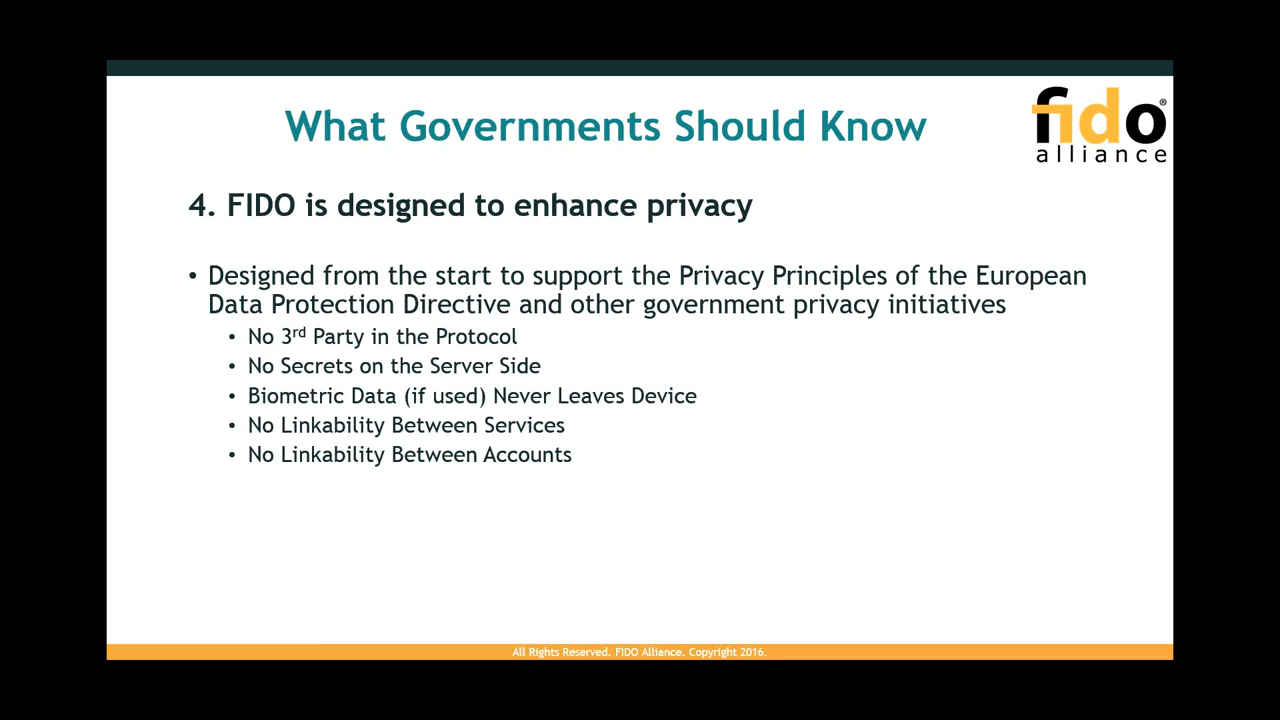 What Governments Should Know
fido®
alliance
4. FIDO is designed to enhance privacy
• Designed from the start to support the Privacy Principles of the European
Data Protection Directive and other government privacy initiatives
• No 3rd Party in the Protocol
• No Secrets on the Server Side
• Biometric Data (if used) Never Leaves Device
• No Linkability Between Services
• No Linkability Between Accounts
All Rights Reserved. FIDO Alliance. Copyright 2016.